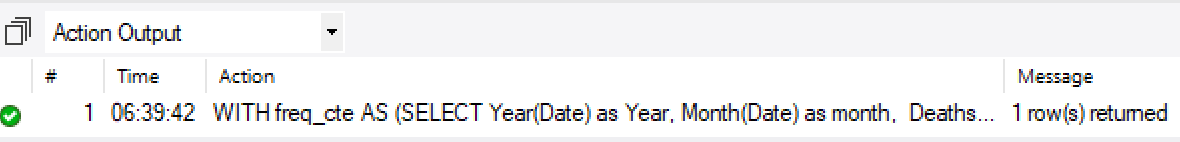 Action Output
# Time Action Message
1 06:39:42 WITH freq_cte AS (SELECT Year(Date) as Year, Month(Date) as month,  Deaths... 1 row(s) returned